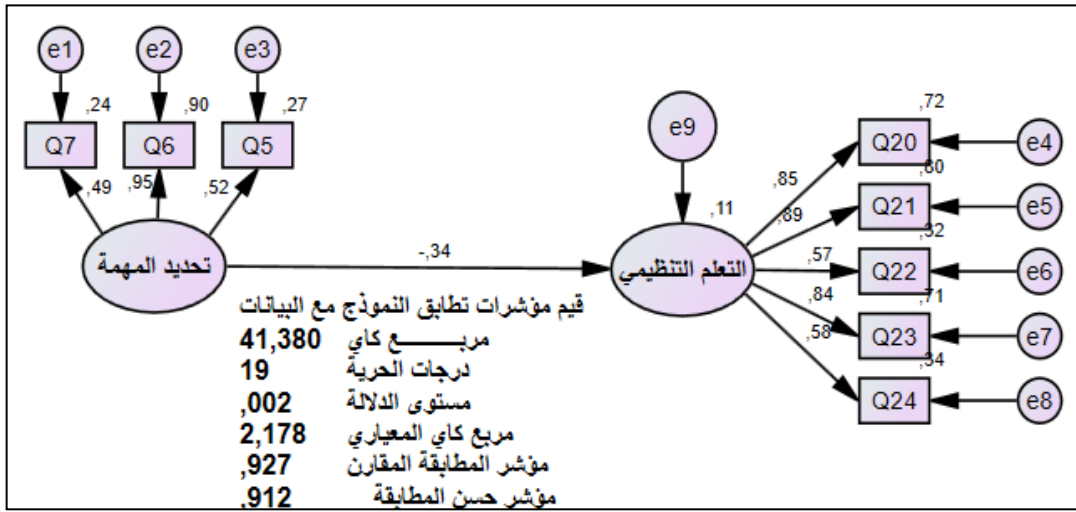 e1 e2 e3
,24 ,90 ,27
Q7 Q6 Q5
,49 ,95 ,52
تحديد المهمة
-,34
e9
,11
التعلم التنظيمي
,85
,89
,57
,84
,58
,72
Q20 e4
,80
Q21 e5
,32
Q22 e6
,71
Q23 e7
,34
Q24 e8
قيم مؤشرات تطابق النموذج مع البيانات
مربـــــــع كاي 41,380
درجات الحرية 19
مستوى الدلالة ,002
مربع كاي المعياري 2,178
مؤشر المطابقة المقارن ,927
مؤشر حسن المطابقة ,912